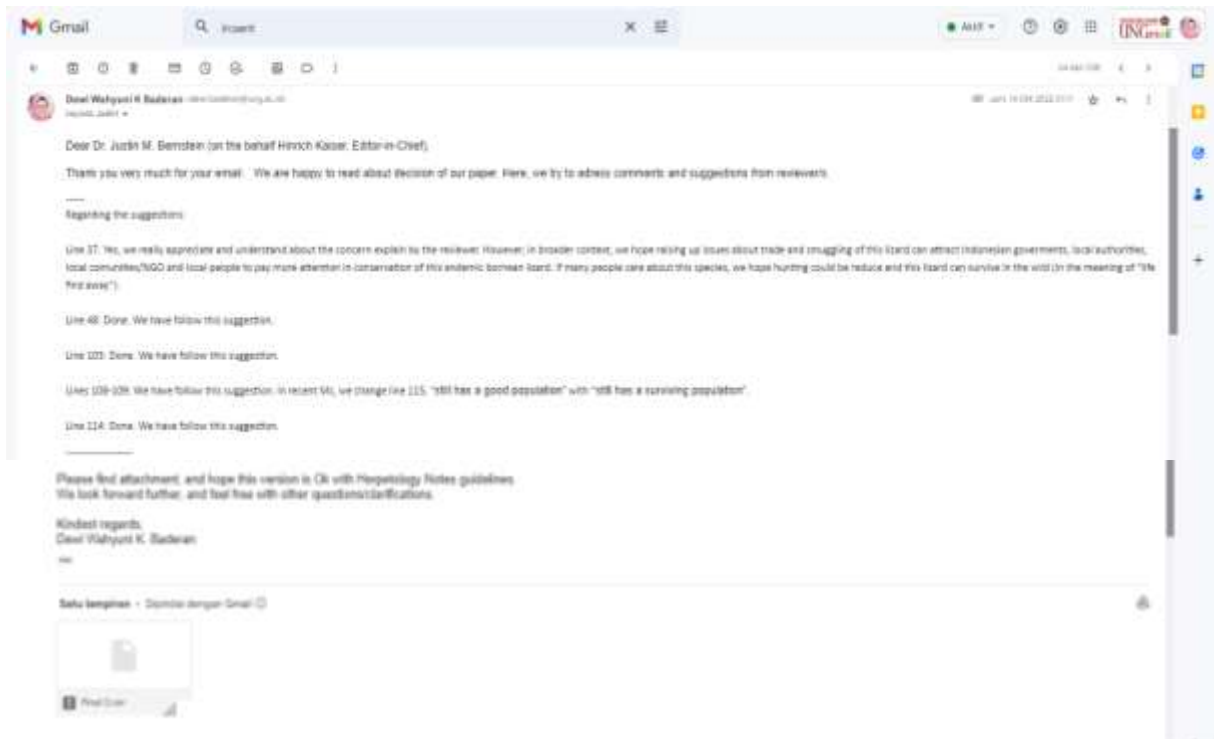 Gmail
Aktif
Dewi Wahyuni K Baderan
Dear Dr. Justin M. Bernstein (on the behalf Hinrich Kaiser, Editor-in-Chief),
Thank you very much for your email. We are happy to read about decision of our paper. Here, we try to adress comments and suggestions from reviewer/s.
Regarding the suggestions
Line 37: Yes, we really appreciate and understand about the concern explain by the reviewer. However, in broader context, we hope raising up issues about trade and smuggling of this lizard can attract Indonesian goverments, local authorities,
local comunities/NGO and local people to pay more attention in conservation of this endemic bornean lizard. If many people care about this species, we hope hunting could be reduce and this lizard can survive in the wild (in the meaning of "life
find away").
Line 48: Done. We have follow this suggestion.
Line 103: Done. We have follow this suggestion.
Lines 108-109: We have follow this suggestion. In recent MS, we change line 115, "still has a good population" with "still has a surviving population".
Line 114: Done. We have follow this suggestion.
Please find attachment, and hope this version is Ok with Herpetology Notes guidelines.
We look forward further, and feel free with other questions/clarifications.
Kindest regards,
Dewi Wahyuni K. Baderan
Satu lampiran • Dipindai dengan Gmail